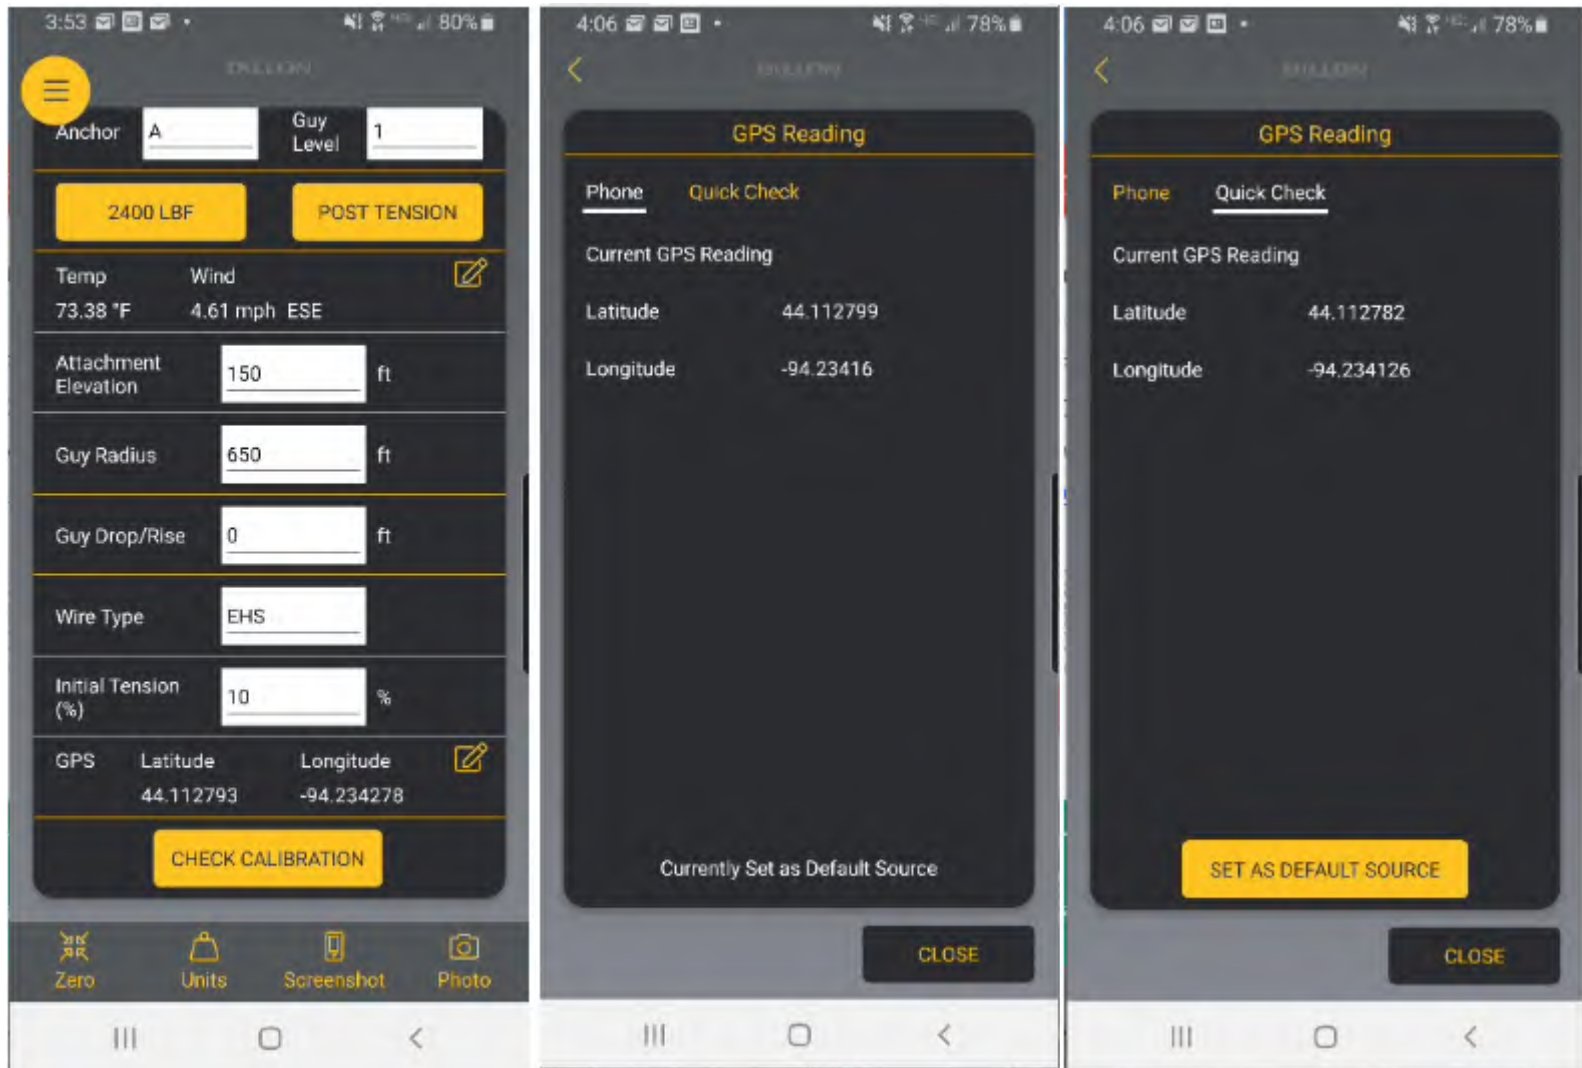 3:53
80%
DILLON
Anchor A Guy Level 1
2400 LBF POST TENSION
Temp Wind
73.38 °F 4.61 mph ESE
Attachment Elevation 150 ft
Guy Radius 650 ft
Guy Drop/Rise 0 ft
Wire Type EHS
Initial Tension (%) 10 %
GPS Latitude Longitude
44.112793 -94.234278
CHECK CALIBRATION
Zero Units Screenshot Photo
4:06
78%
DILLON
GPS Reading
Phone Quick Check
Current GPS Reading
Latitude 44.112799
Longitude -94.23416
Currently Set as Default Source
CLOSE
4:06
78%
DILLON
GPS Reading
Phone Quick Check
Current GPS Reading
Latitude 44.112782
Longitude -94.234126
SET AS DEFAULT SOURCE
CLOSE